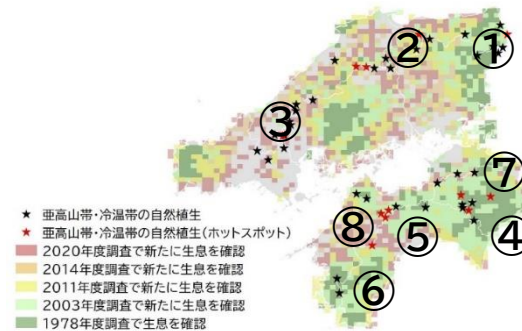 ①
②
③
⑦
⑧
⑤
④
⑥
★ 亜高山帯・冷温帯の自然植生
★ 亜高山帯・冷温帯の自然植生(ホットスポット)
2020年度調査で新たに生息を確認
2014年度調査で新たに生息を確認
2011年度調査で新たに生息を確認
2003年度調査で新たに生息を確認
1978年度調査で生息を確認